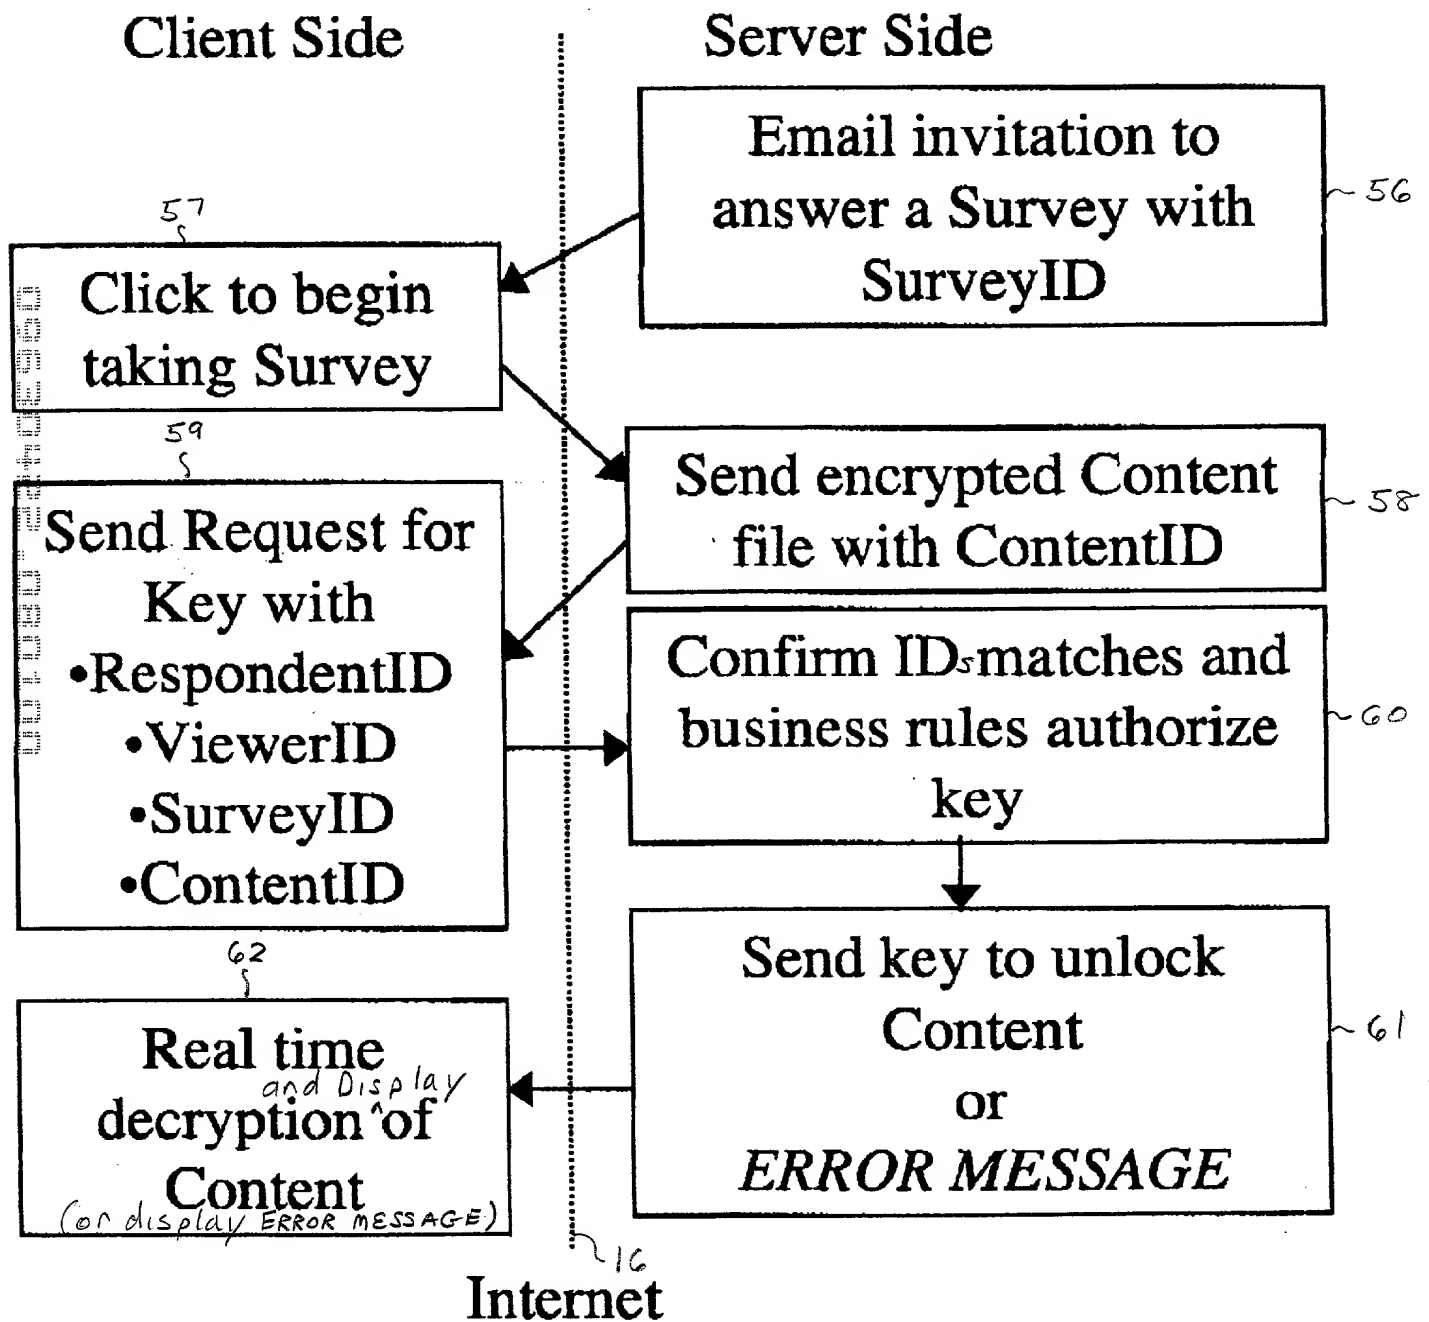 Client Side
Server Side
Email invitation to
answer a Survey with
SurveyID
56
57
Click to begin
taking Survey
Send encrypted Content
file with ContentID
58
59
Send Request for
Key with
•RespondentID
•ViewerID
•SurveyID
•ContentID
Confirm IDs matches and
business rules authorize
key
60
Send key to unlock
Content
or
ERROR MESSAGE
61
62
Real time
and Display
decryption ^ of
Content
(or display ERROR MESSAGE)
16
Internet